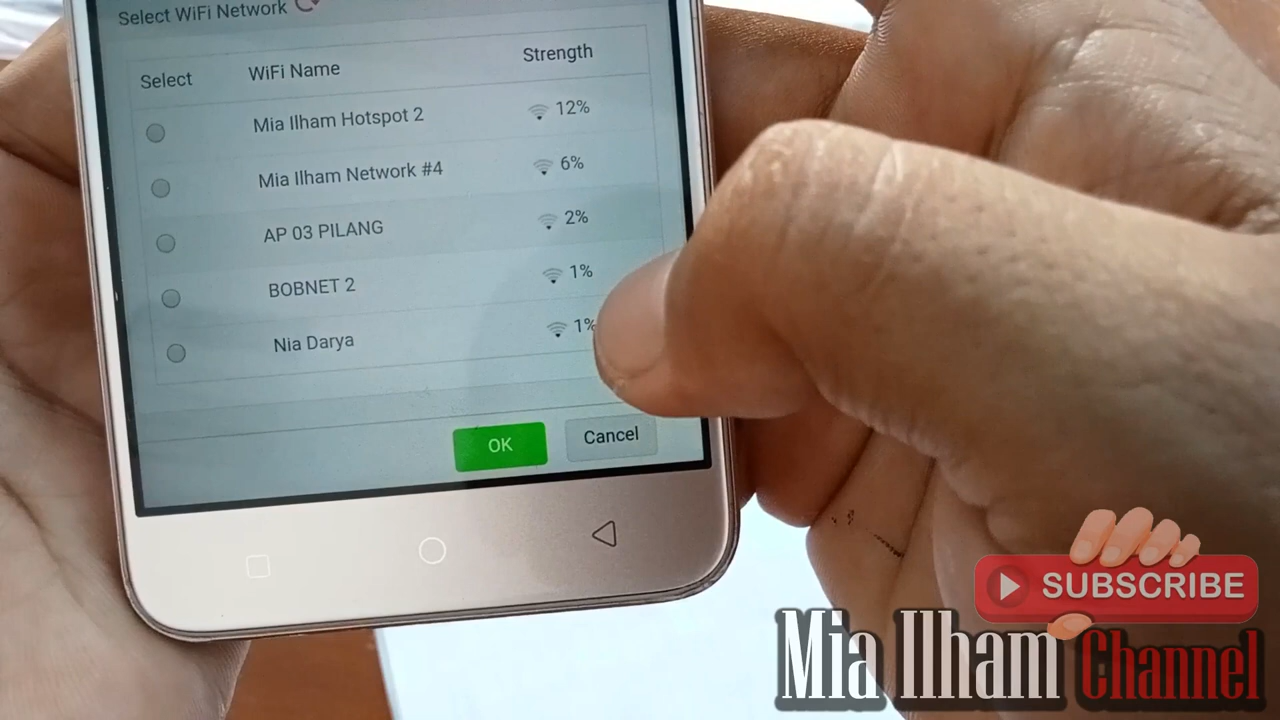 Select WiFi Network
Select WiFi Name Strength
Mia Ilham Hotspot 2 12%
Mia Ilham Network #4 6%
AP 03 PILANG 2%
BOBNET 2 1%
Nia Darya 1%
OK Cancel
SUBSCRIBE
Mia Ilham Channel